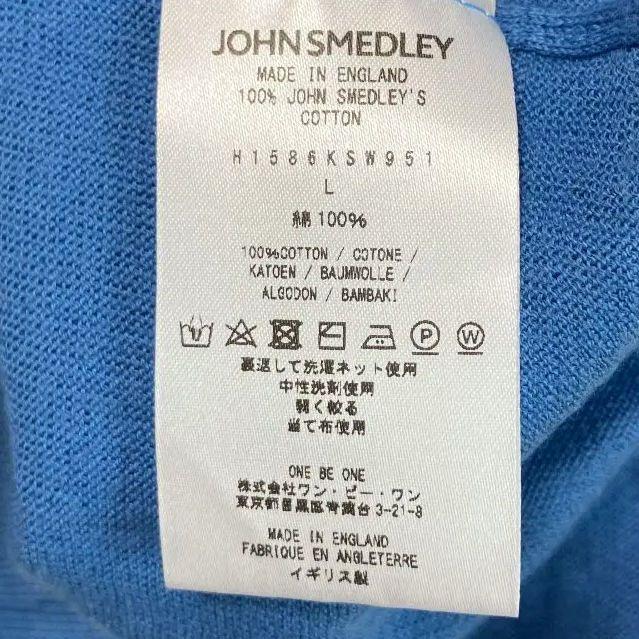 JOHN SMEDLEY
MADE IN ENGLAND
100% JOHN SMEDLEY'S
COTTON
H1586KSW951
L
綿100%
100%COTTON / COTONE /
KATOEN / BAUMWOLLE /
ALGODON / BAMBAKI
P W
裏返して洗濯ネット使用
中性洗剤使用
弱く絞る
当て布使用
ONE BE ONE
株式会社ワン・ビー・ワン
東京都目黒区青葉台3-21-8
MADE IN ENGLAND
FABRIQUE EN ANGLETERRE
イギリス製